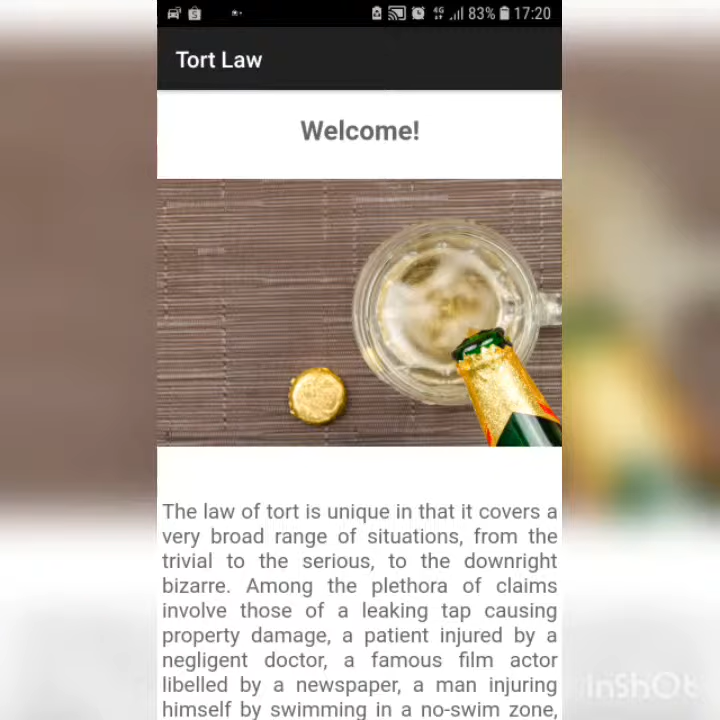 4G 83% 17:20
Tort Law
Welcome!
The law of tort is unique in that it covers a
very broad range of situations, from the
trivial to the serious, to the downright
bizarre. Among the plethora of claims
involve those of a leaking tap causing
property damage, a patient injured by a
negligent doctor, a famous film actor
libelled by a newspaper, a man injuring
himself by swimming in a no-swim zone,
InShOt